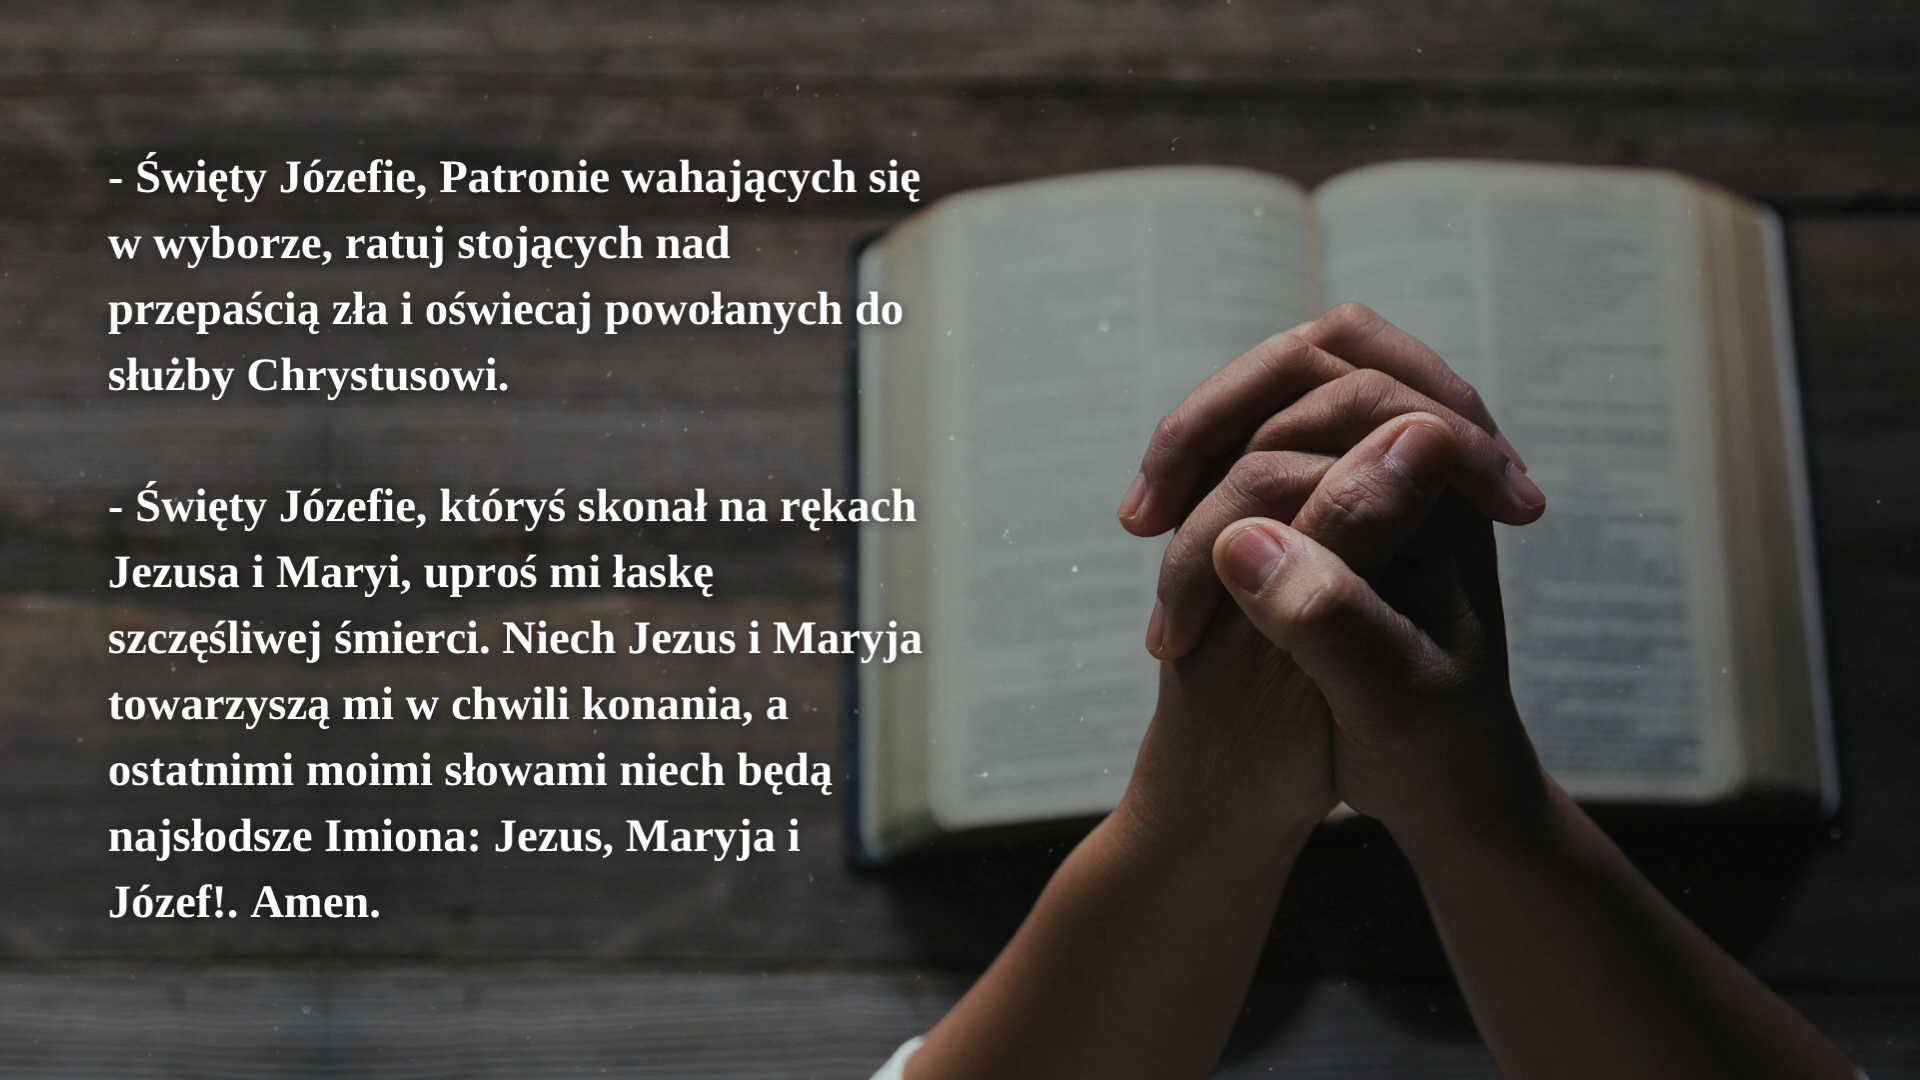 - Święty Józefie, Patronie wahających się
w wyborze, ratuj stojących nad
przepaścią zła i oświecaj powołanych do
służby Chrystusowi.
- Święty Józefie, któryś skonał na rękach
Jezusa i Maryi, uproś mi łaskę
szczęśliwej śmierci. Niech Jezus i Maryja
towarzyszą mi w chwili konania, a
ostatnimi moimi słowami niech będą
najsłodsze Imiona: Jezus, Maryja i
Józef!. Amen.